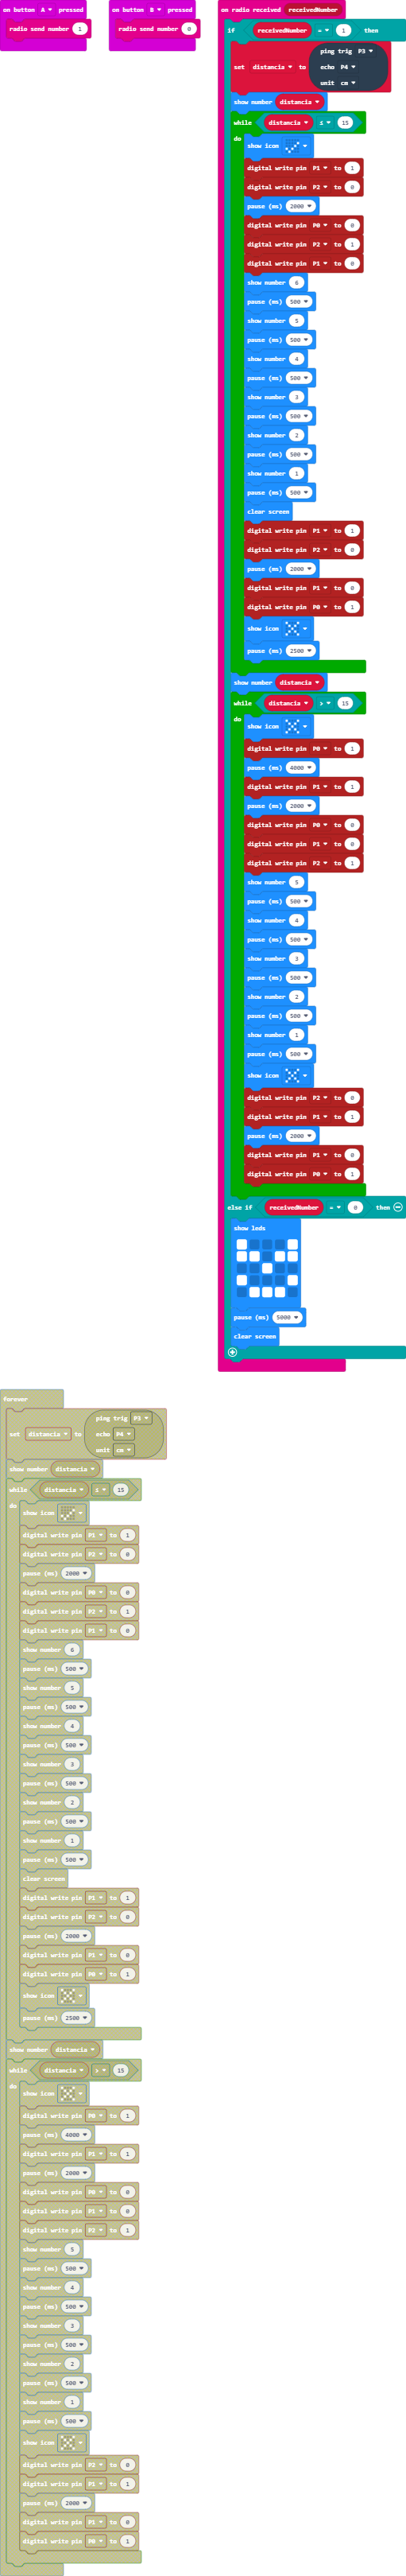 on button A pressed
radio send number 1
on button B pressed
radio send number 0
on radio received receivedNumber
if receivedNumber = 1 then
set distancia to ping trig P3
echo P4
unit cm
show number distancia
while distancia ≤ 15
do
show icon
digital write pin P1 to 1
digital write pin P2 to 0
pause (ms) 2000
digital write pin P0 to 0
digital write pin P2 to 1
digital write pin P1 to 0
show number 6
pause (ms) 500
show number 5
pause (ms) 500
show number 4
pause (ms) 500
show number 3
pause (ms) 500
show number 2
pause (ms) 500
show number 1
pause (ms) 500
clear screen
digital write pin P1 to 1
digital write pin P2 to 0
pause (ms) 2000
digital write pin P1 to 0
digital write pin P0 to 1
show icon
pause (ms) 2500
show number distancia
while distancia > 15
do
show icon
digital write pin P0 to 1
pause (ms) 4000
digital write pin P1 to 1
pause (ms) 2000
digital write pin P0 to 0
digital write pin P1 to 0
digital write pin P2 to 1
show number 5
pause (ms) 500
show number 4
pause (ms) 500
show number 3
pause (ms) 500
show number 2
pause (ms) 500
show number 1
pause (ms) 500
show icon
digital write pin P2 to 0
digital write pin P1 to 1
pause (ms) 2000
digital write pin P1 to 0
digital write pin P0 to 1
else if receivedNumber = 0 then
show leds
pause (ms) 5000
clear screen
forever
set distancia to ping trig P3
echo P4
unit cm
show number distancia
while distancia ≤ 15
do
show icon
digital write pin P1 to 1
digital write pin P2 to 0
pause (ms) 2000
digital write pin P0 to 0
digital write pin P2 to 1
digital write pin P1 to 0
show number 6
pause (ms) 500
show number 5
pause (ms) 500
show number 4
pause (ms) 500
show number 3
pause (ms) 500
show number 2
pause (ms) 500
show number 1
pause (ms) 500
clear screen
digital write pin P1 to 1
digital write pin P2 to 0
pause (ms) 2000
digital write pin P1 to 0
digital write pin P0 to 1
show icon
pause (ms) 2500
show number distancia
while distancia > 15
do
show icon
digital write pin P0 to 1
pause (ms) 4000
digital write pin P1 to 1
pause (ms) 2000
digital write pin P0 to 0
digital write pin P1 to 0
digital write pin P2 to 1
show number 5
pause (ms) 500
show number 4
pause (ms) 500
show number 3
pause (ms) 500
show number 2
pause (ms) 500
show number 1
pause (ms) 500
show icon
digital write pin P2 to 0
digital write pin P1 to 1
pause (ms) 2000
digital write pin P1 to 0
digital write pin P0 to 1